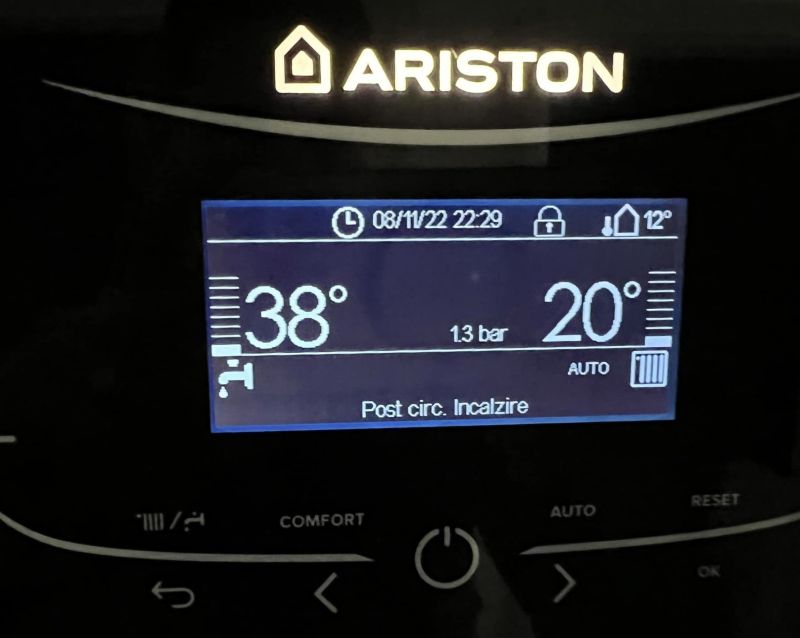 ARISTON
08/11/22 22:29 12°
38° 1.3 bar 20°
AUTO
Post circ. Incalzire
COMFORT AUTO RESET
OK